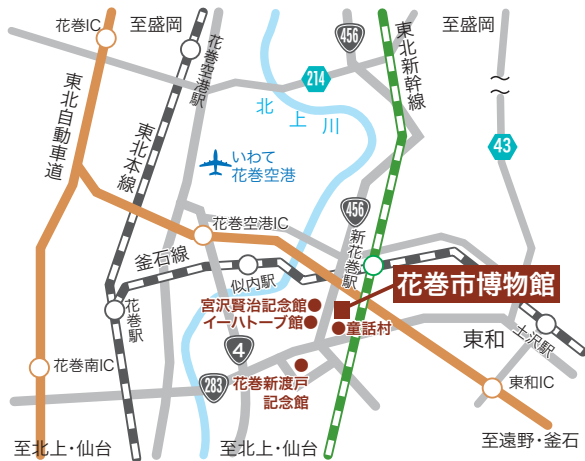 花巻IC
至盛岡
至盛岡
花巻空港駅
456
東北新幹線
214
北上川
東北自動車道
東北本線
43
いわて
花巻空港
花巻空港IC
456
新花巻駅
釜石線
似内駅
花巻市博物館
宮沢賢治記念館
イーハトーブ館
童話村
花巻駅
東和
土沢駅
4
花巻南IC
283
花巻新渡戸
記念館
東和IC
至北上・仙台
至北上・仙台
至遠野・釜石